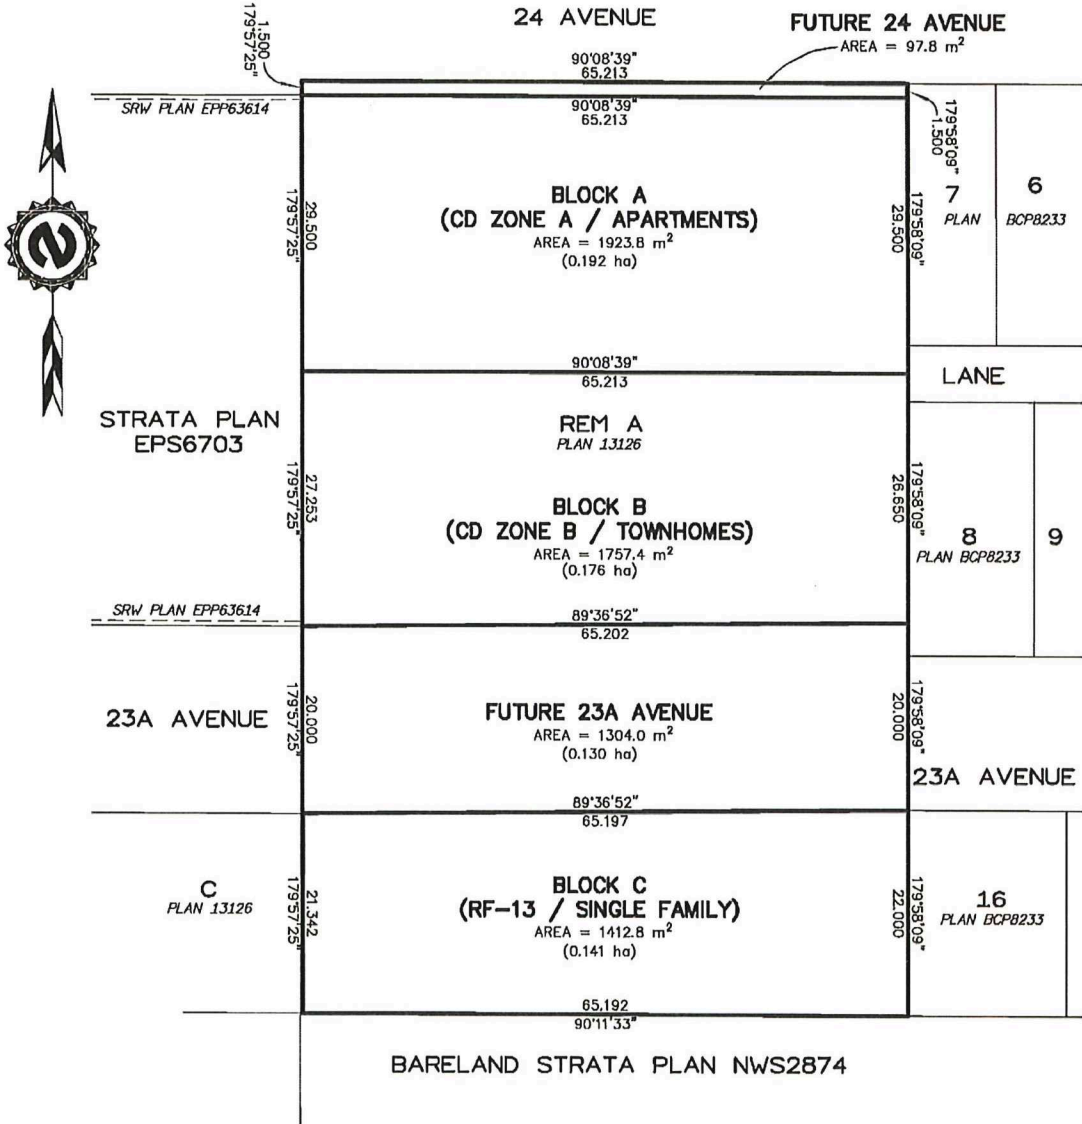 24 AVENUE
FUTURE 24 AVENUE
AREA = 97.8 m²
1.500
179°57'25"
90°08'39"
65.213
SRW PLAN EPP63614
90°08'39"
65.213
179°58'09"
1.500
29.500
179°57'25"
BLOCK A
(CD ZONE A / APARTMENTS)
AREA = 1923.8 m²
(0.192 ha)
29.500
179°58'09"
7
PLAN
6
BCP8233
90°08'39"
65.213
LANE
STRATA PLAN
EPS6703
REM A
PLAN 13126
27.253
179°57'25"
BLOCK B
(CD ZONE B / TOWNHOMES)
AREA = 1757.4 m²
(0.176 ha)
26.650
179°58'09"
8
PLAN BCP8233
9
SRW PLAN EPP63614
89°36'52"
65.202
23A AVENUE
20.000
179°57'25"
FUTURE 23A AVENUE
AREA = 1304.0 m²
(0.130 ha)
20.000
179°58'09"
23A AVENUE
89°36'52"
65.197
C
PLAN 13126
21.342
179°57'25"
BLOCK C
(RF-13 / SINGLE FAMILY)
AREA = 1412.8 m²
(0.141 ha)
22.000
179°58'09"
16
PLAN BCP8233
65.192
90°11'33"
BARELAND STRATA PLAN NWS2874